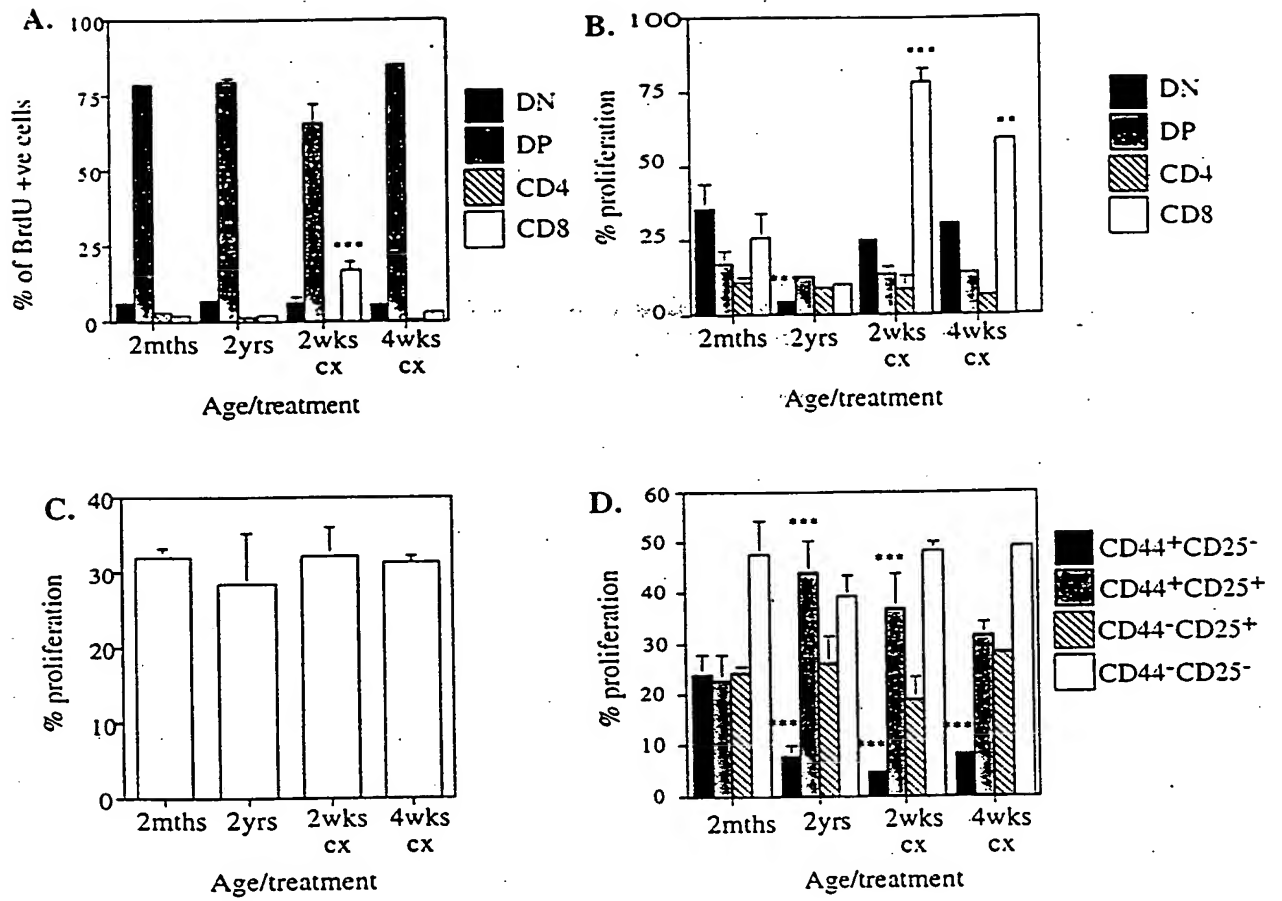 A.
100
75
50
25
0
% of BrdU +ve cells
2mths 2yrs 2wks cx 4wks cx
Age/treatment
DN
DP
CD4
CD8
***
B.
100
75
50
25
0
% proliferation
2mths 2yrs 2wks cx 4wks cx
Age/treatment
DN
DP
CD4
CD8
***
**
C.
40
30
20
10
0
% proliferation
2mths 2yrs 2wks cx 4wks cx
Age/treatment
D.
60
50
40
30
20
10
0
% proliferation
2mths 2yrs 2wks cx 4wks cx
Age/treatment
CD44+CD25-
CD44+CD25+
CD44-CD25+
CD44-CD25-
***
***
***
***
***